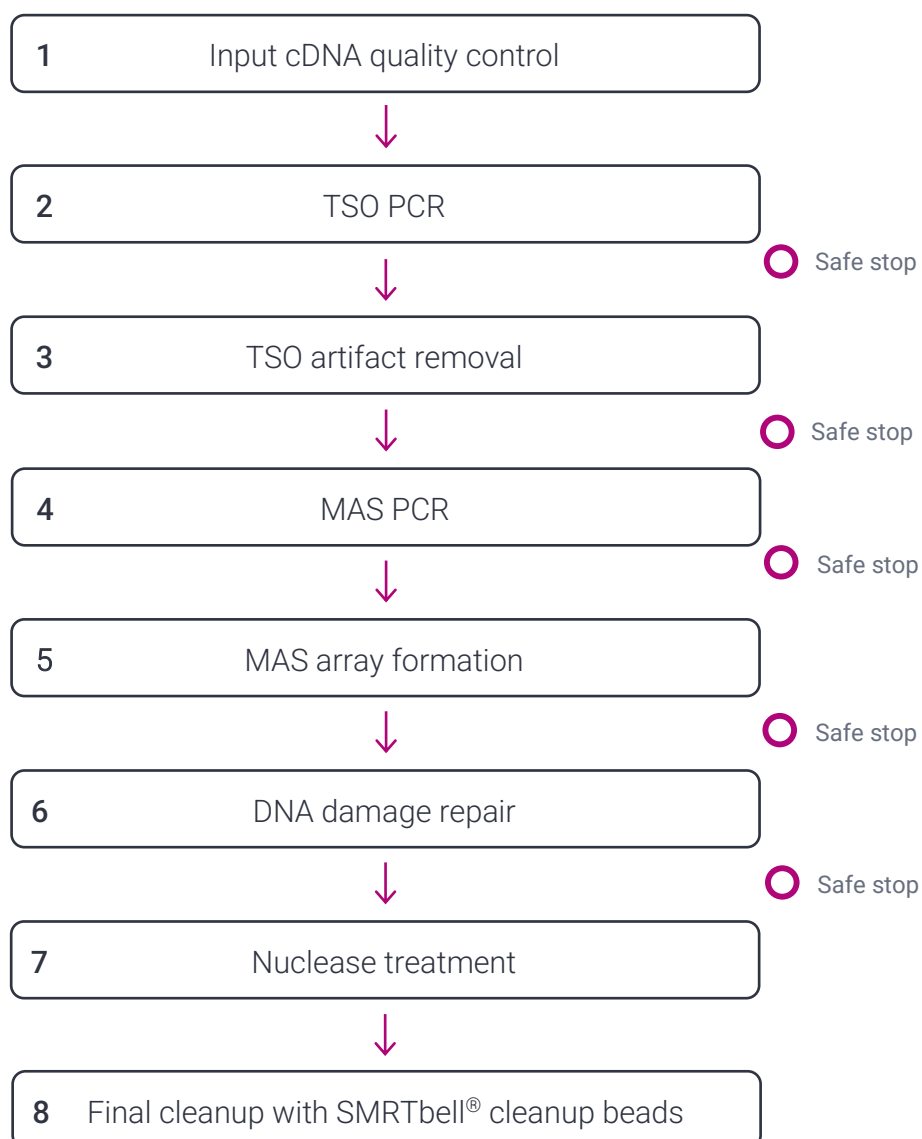 1 Input cDNA quality control
2 TSO PCR
Safe stop
3 TSO artifact removal
Safe stop
4 MAS PCR
Safe stop
5 MAS array formation
Safe stop
6 DNA damage repair
Safe stop
7 Nuclease treatment
8 Final cleanup with SMRTbell® cleanup beads